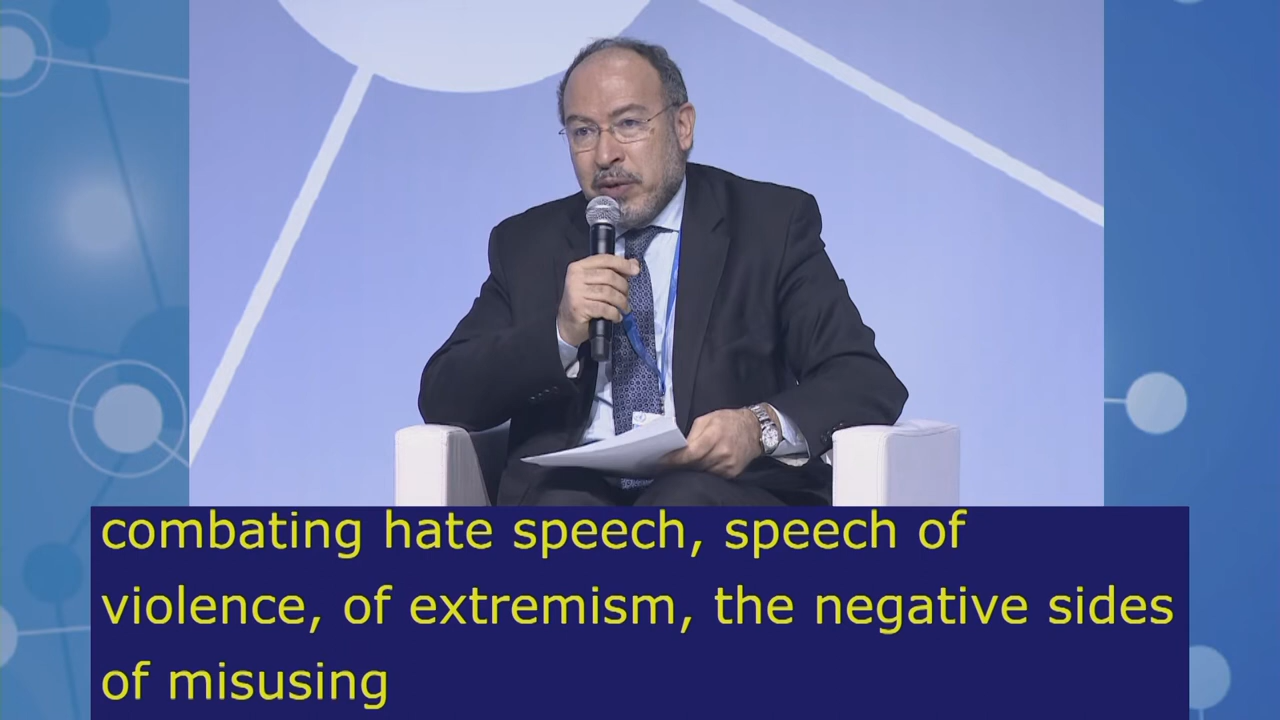 combating hate speech, speech of
violence, of extremism, the negative sides
of misusing